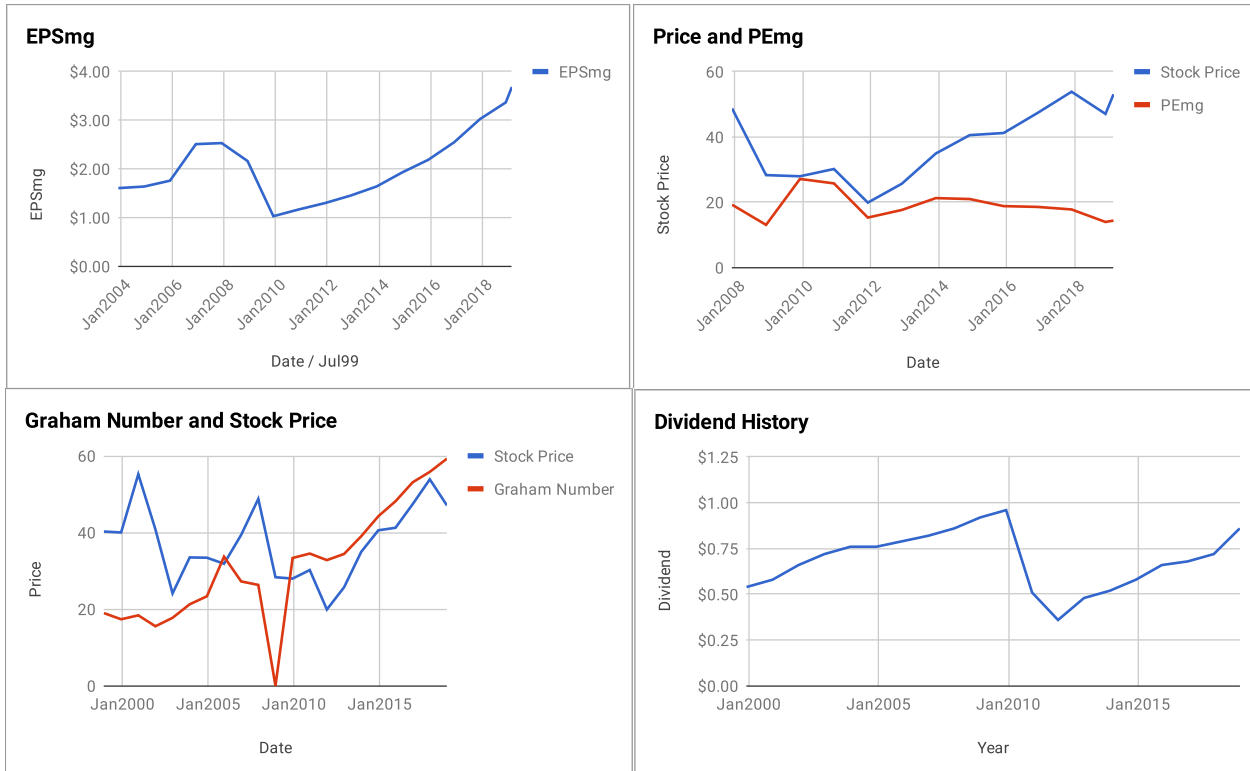 EPSmg
EPSmg
$4.00
$3.00
$2.00
$1.00
$0.00
EPSmg
Jan2004
Jan2006
Jan2008
Jan2010
Jan2012
Jan2014
Jan2016
Jan2018
Date / Jul99
Price and PEmg
Stock Price
PEmg
60
40
20
0
Stock Price
Jan2008
Jan2010
Jan2012
Jan2014
Jan2016
Jan2018
Date
Graham Number and Stock Price
Stock Price
Graham Number
60
40
20
0
Price
Jan2000
Jan2005
Jan2010
Jan2015
Date
Dividend History
$1.25
$1.00
$0.75
$0.50
$0.25
$0.00
Dividend
Jan2000
Jan2005
Jan2010
Jan2015
Year